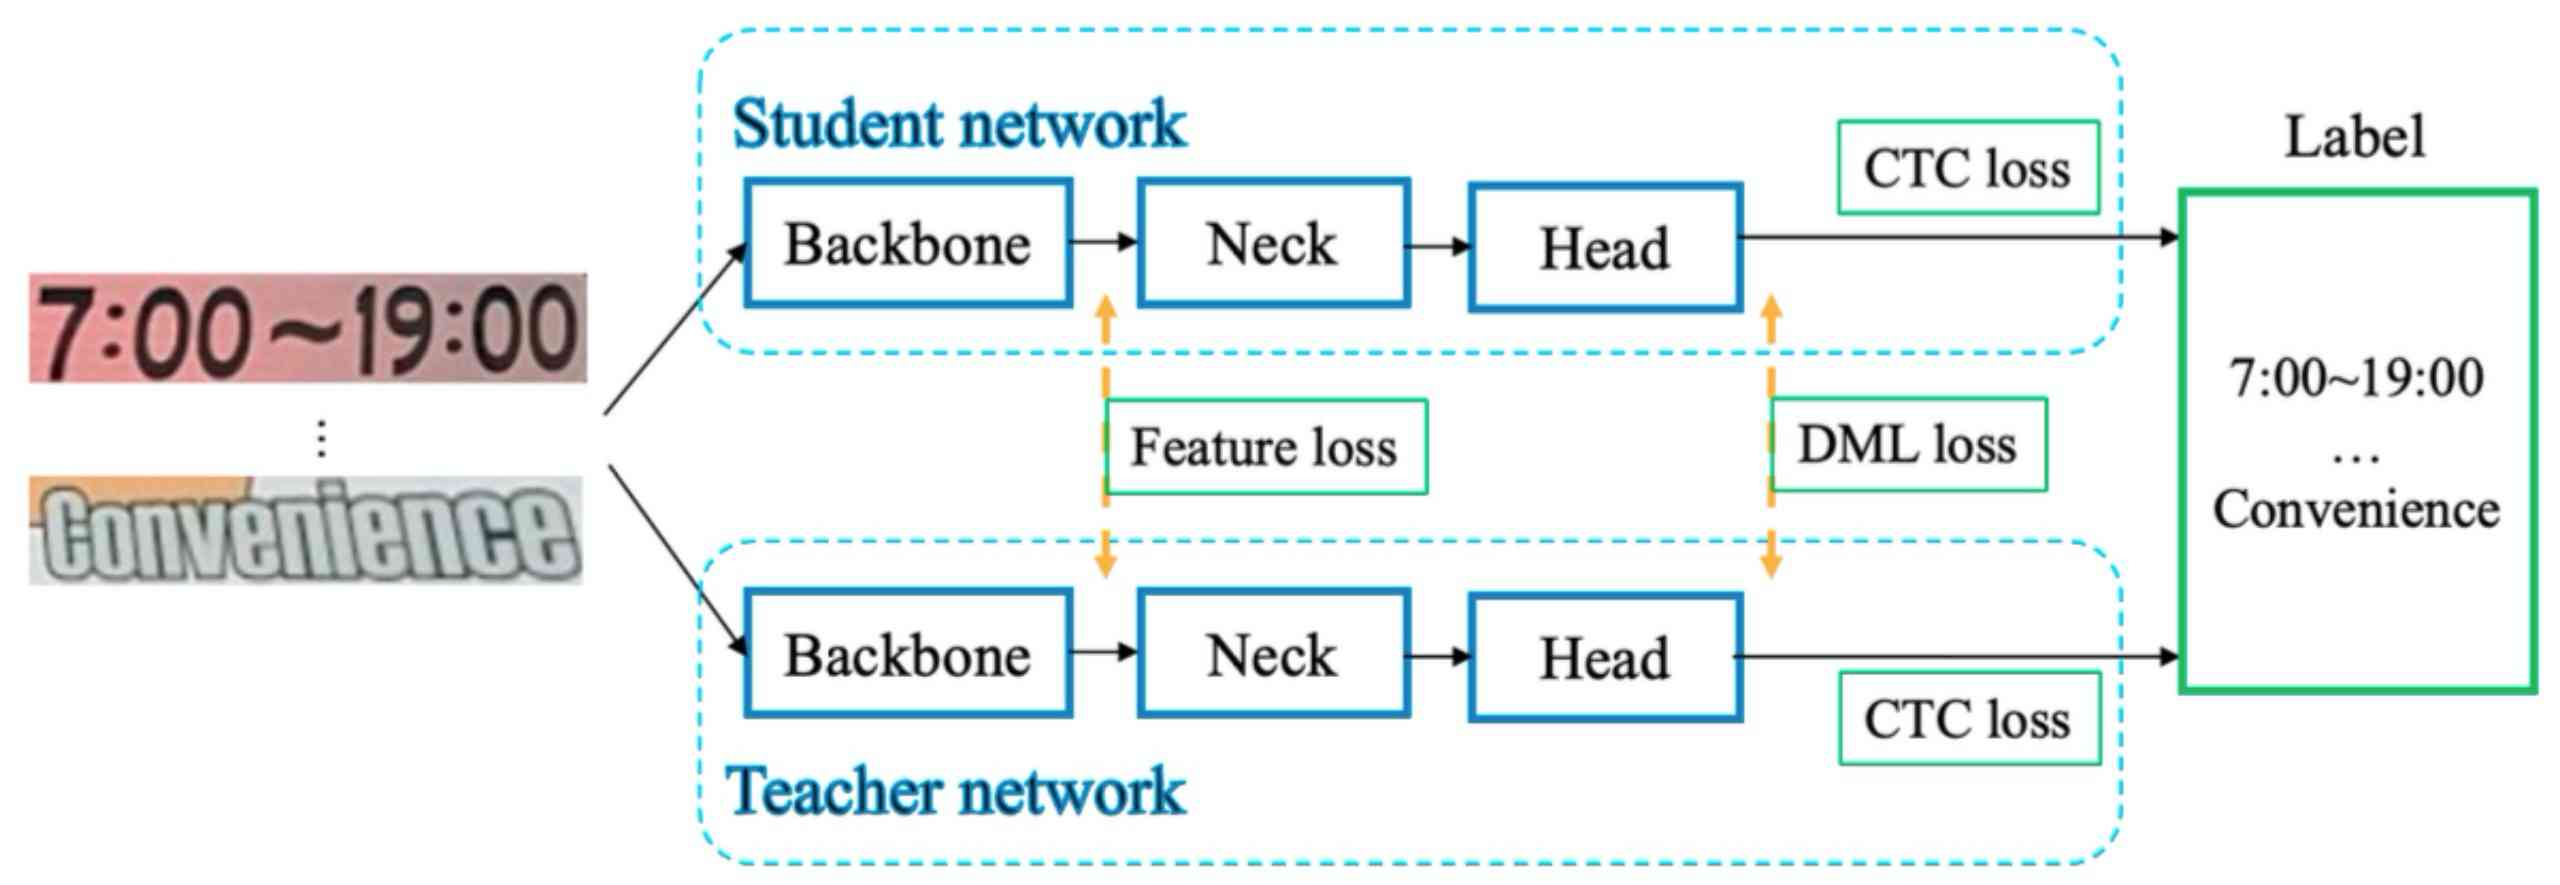 Student network
CTC loss
Label
Backbone
Neck
Head
7:00~19:00
⋮
Convenience
Feature loss
DML loss
7:00~19:00
...
Convenience
Backbone
Neck
Head
CTC loss
Teacher network